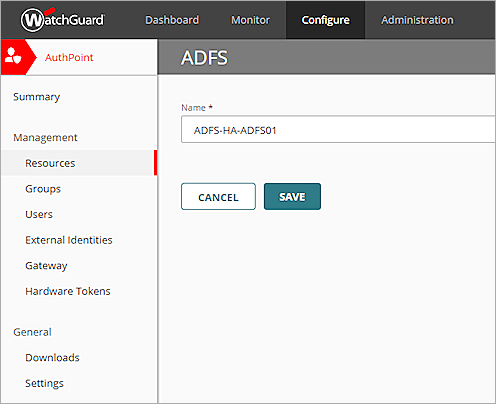 WatchGuard Dashboard Monitor Configure Administration
AuthPoint
ADFS
Summary
Name *
ADFS-HA-ADFS01
Management
Resources
CANCEL SAVE
Groups
Users
External Identities
Gateway
Hardware Tokens
General
Downloads
Settings